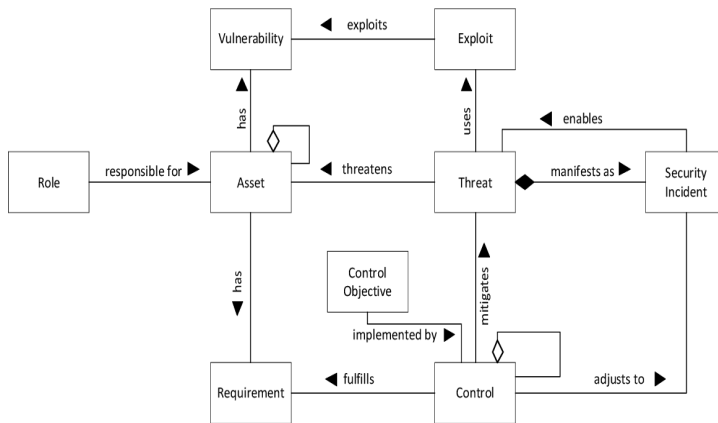 Vulnerability
exploits
Exploit
has
uses
enables
Role
responsible for
Asset
threatens
Threat
manifests as
Security
Incident
has
Control
Objective
mitigates
implemented by
Requirement
fulfills
Control
adjusts to